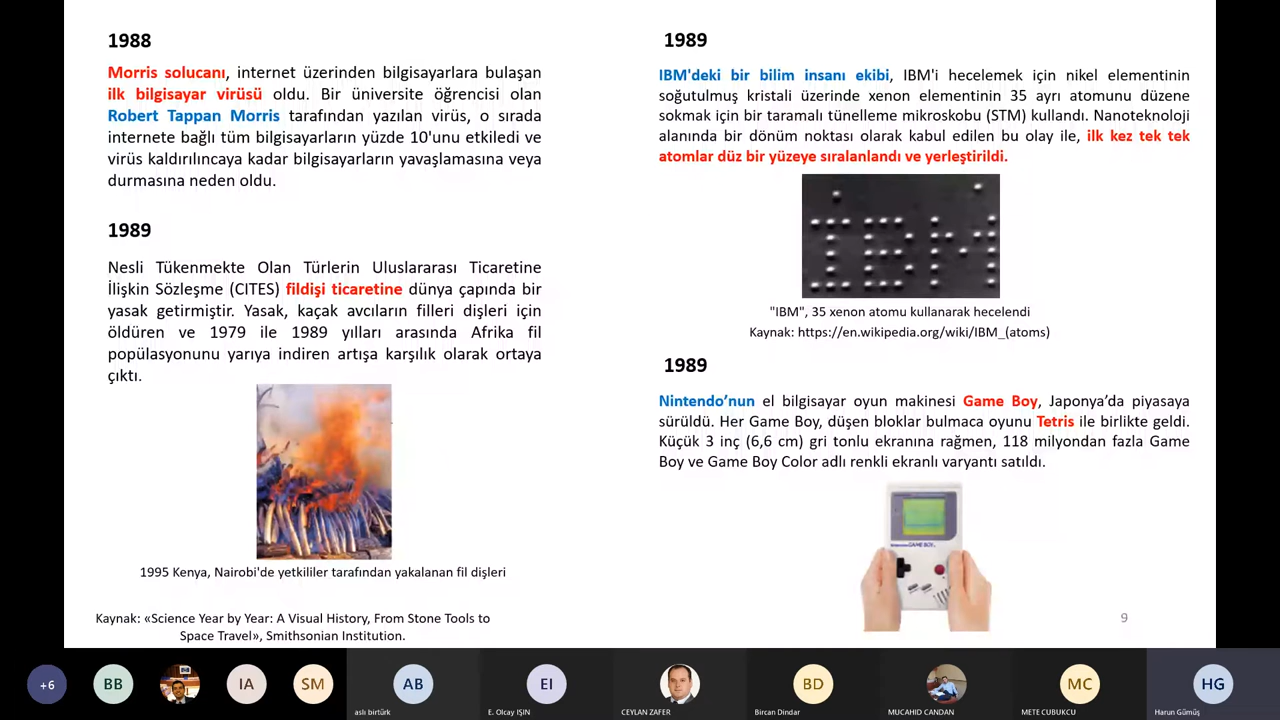 1988
Morris solucanı, internet üzerinden bilgisayarlara bulaşan
ilk bilgisayar virüsü oldu. Bir üniversite öğrencisi olan
Robert Tappan Morris tarafından yazılan virüs, o sırada
internete bağlı tüm bilgisayarların yüzde 10'unu etkiledi ve
virüs kaldırılıncaya kadar bilgisayarların yavaşlamasına veya
durmasına neden oldu.
1989
Nesli Tükenmekte Olan Türlerin Uluslararası Ticaretine
İlişkin Sözleşme (CITES) fildişi ticaretine dünya çapında bir
yasak getirmiştir. Yasak, kaçak avcıların filleri dişleri için
öldüren ve 1979 ile 1989 yılları arasında Afrika fil
popülasyonunu yarıya indiren artışa karşılık olarak ortaya
çıktı.
1995 Kenya, Nairobi'de yetkililer tarafından yakalanan fil dişleri
Kaynak: «Science Year by Year: A Visual History, From Stone Tools to
Space Travel», Smithsonian Institution.
1989
IBM'deki bir bilim insanı ekibi, IBM'i hecelemek için nikel elementinin
soğutulmuş kristali üzerinde xenon elementinin 35 ayrı atomunu düzene
sokmak için bir taramalı tünelleme mikroskobu (STM) kullandı. Nanoteknoloji
alanında bir dönüm noktası olarak kabul edilen bu olay ile, ilk kez tek tek
atomlar düz bir yüzeye sıralanlandı ve yerleştirildi.
IBM
"IBM", 35 xenon atomu kullanarak hecelendi
Kaynak: https://en.wikipedia.org/wiki/IBM_(atoms)
1989
Nintendo’nun el bilgisayar oyun makinesi Game Boy, Japonya’da piyasaya
sürüldü. Her Game Boy, düşen bloklar bulmaca oyunu Tetris ile birlikte geldi.
Küçük 3 inç (6,6 cm) gri tonlu ekranına rağmen, 118 milyondan fazla Game
Boy ve Game Boy Color adlı renkli ekranlı varyantı satıldı.
GAME BOY
9
+6
BB
IA
SM
AB
EI
BD
MC
HG
aslı birtürk
E. Olcay IŞIN
CEYLAN ZAFER
Bircan Dindar
MUCAHID CANDAN
METE CUBUKCU
Harun Gümüş